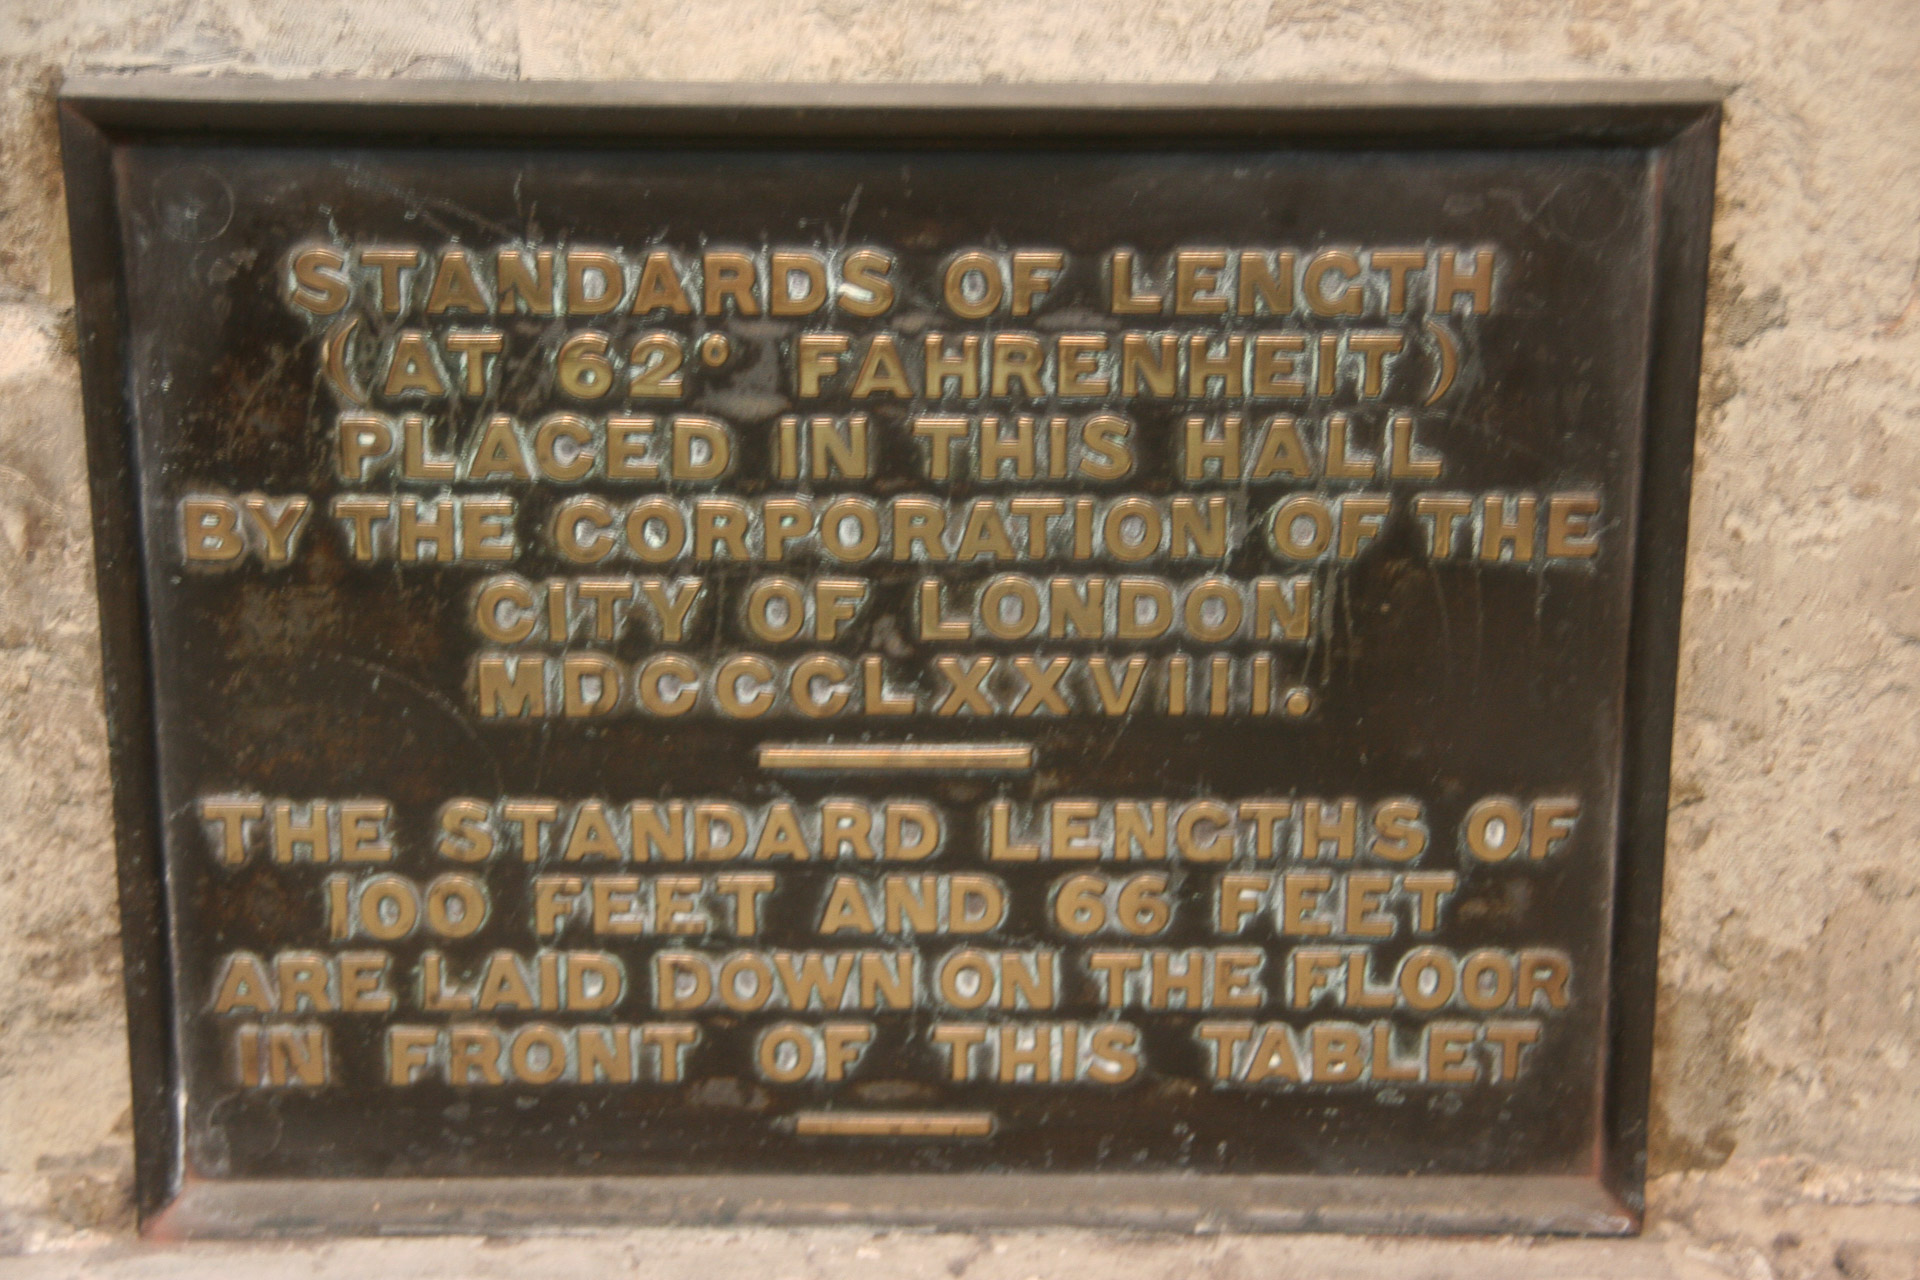 STANDARDS OF LENGTH
(AT 62° FAHRENHEIT)
PLACED IN THIS HALL
BY THE CORPORATION OF THE
CITY OF LONDON
MDCCCLXXVIII.
THE STANDARD LENGTHS OF
100 FEET AND 66 FEET
ARE LAID DOWN ON THE FLOOR
IN FRONT OF THIS TABLET